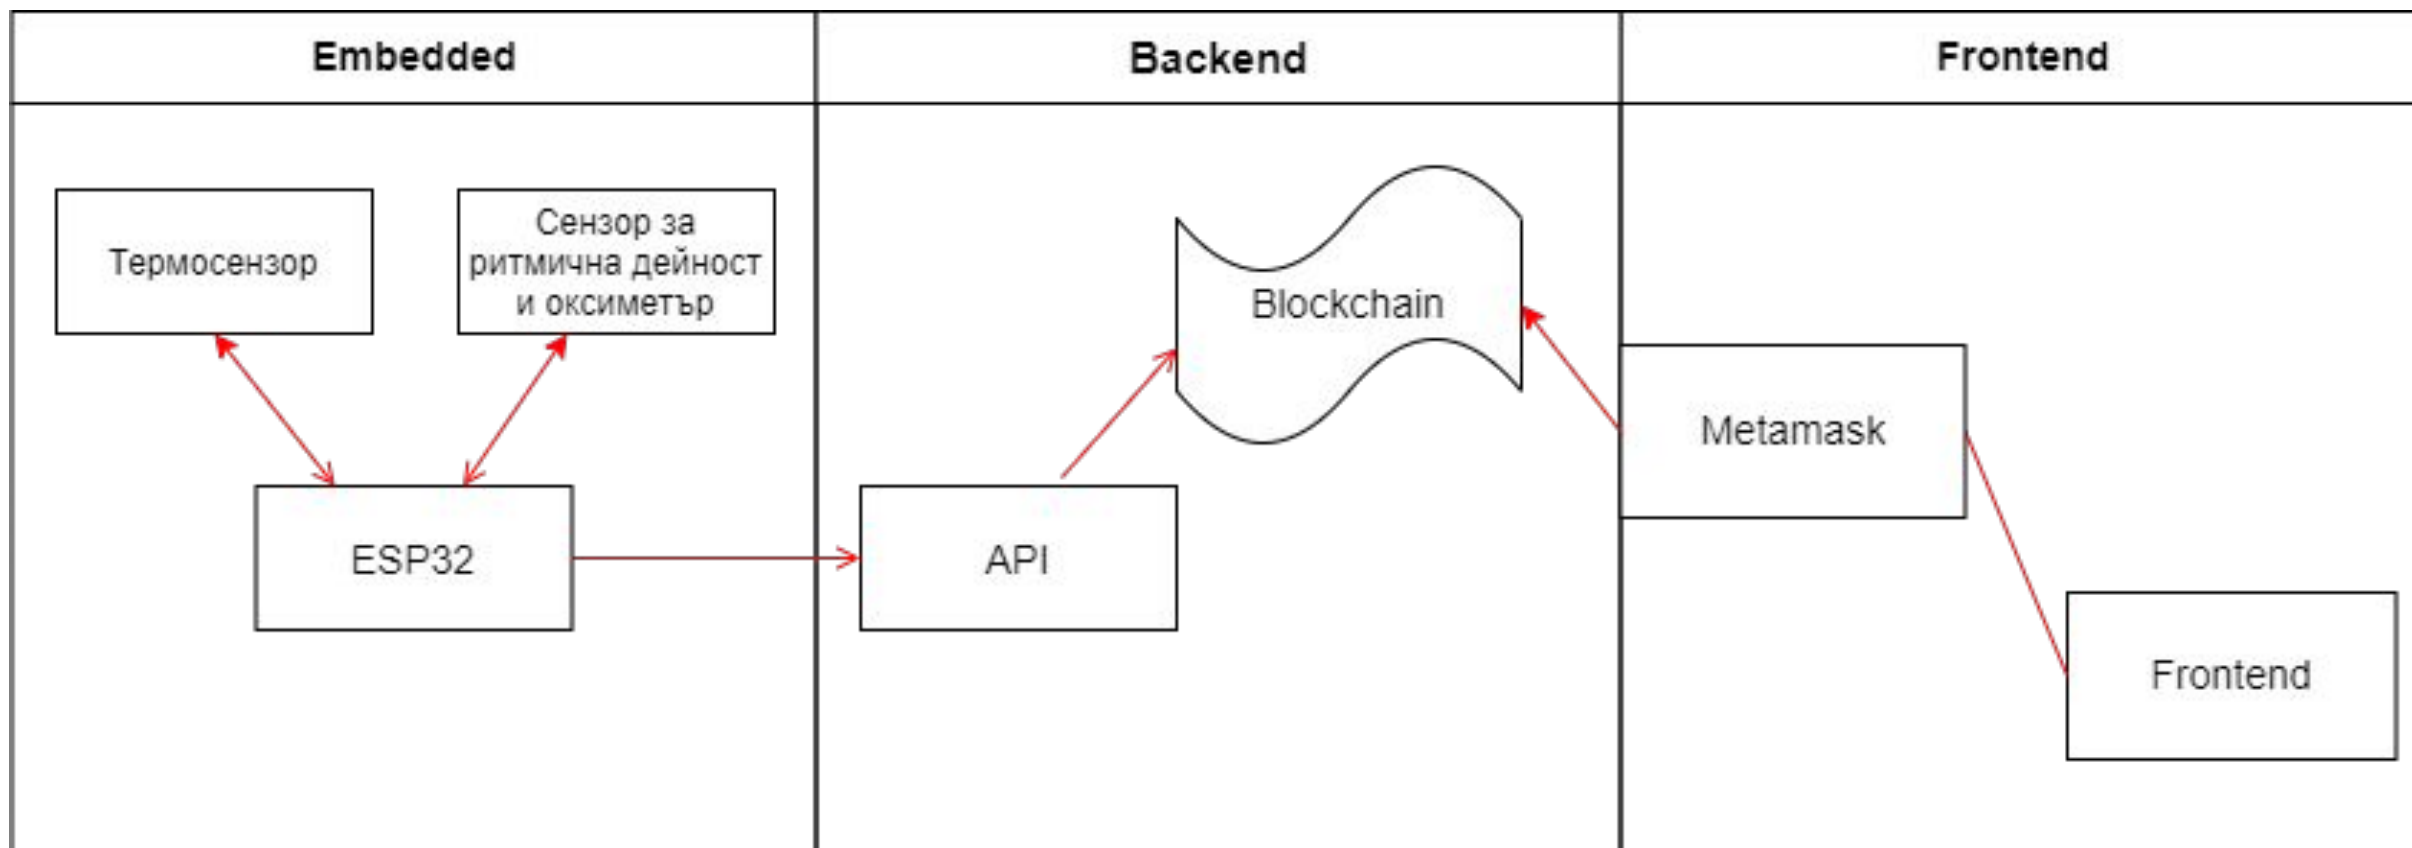 Embedded
Backend
Frontend
Термосензор
Сензор за
ритмична дейност
и оксиметър
Blockchain
Metamask
ESP32
API
Frontend